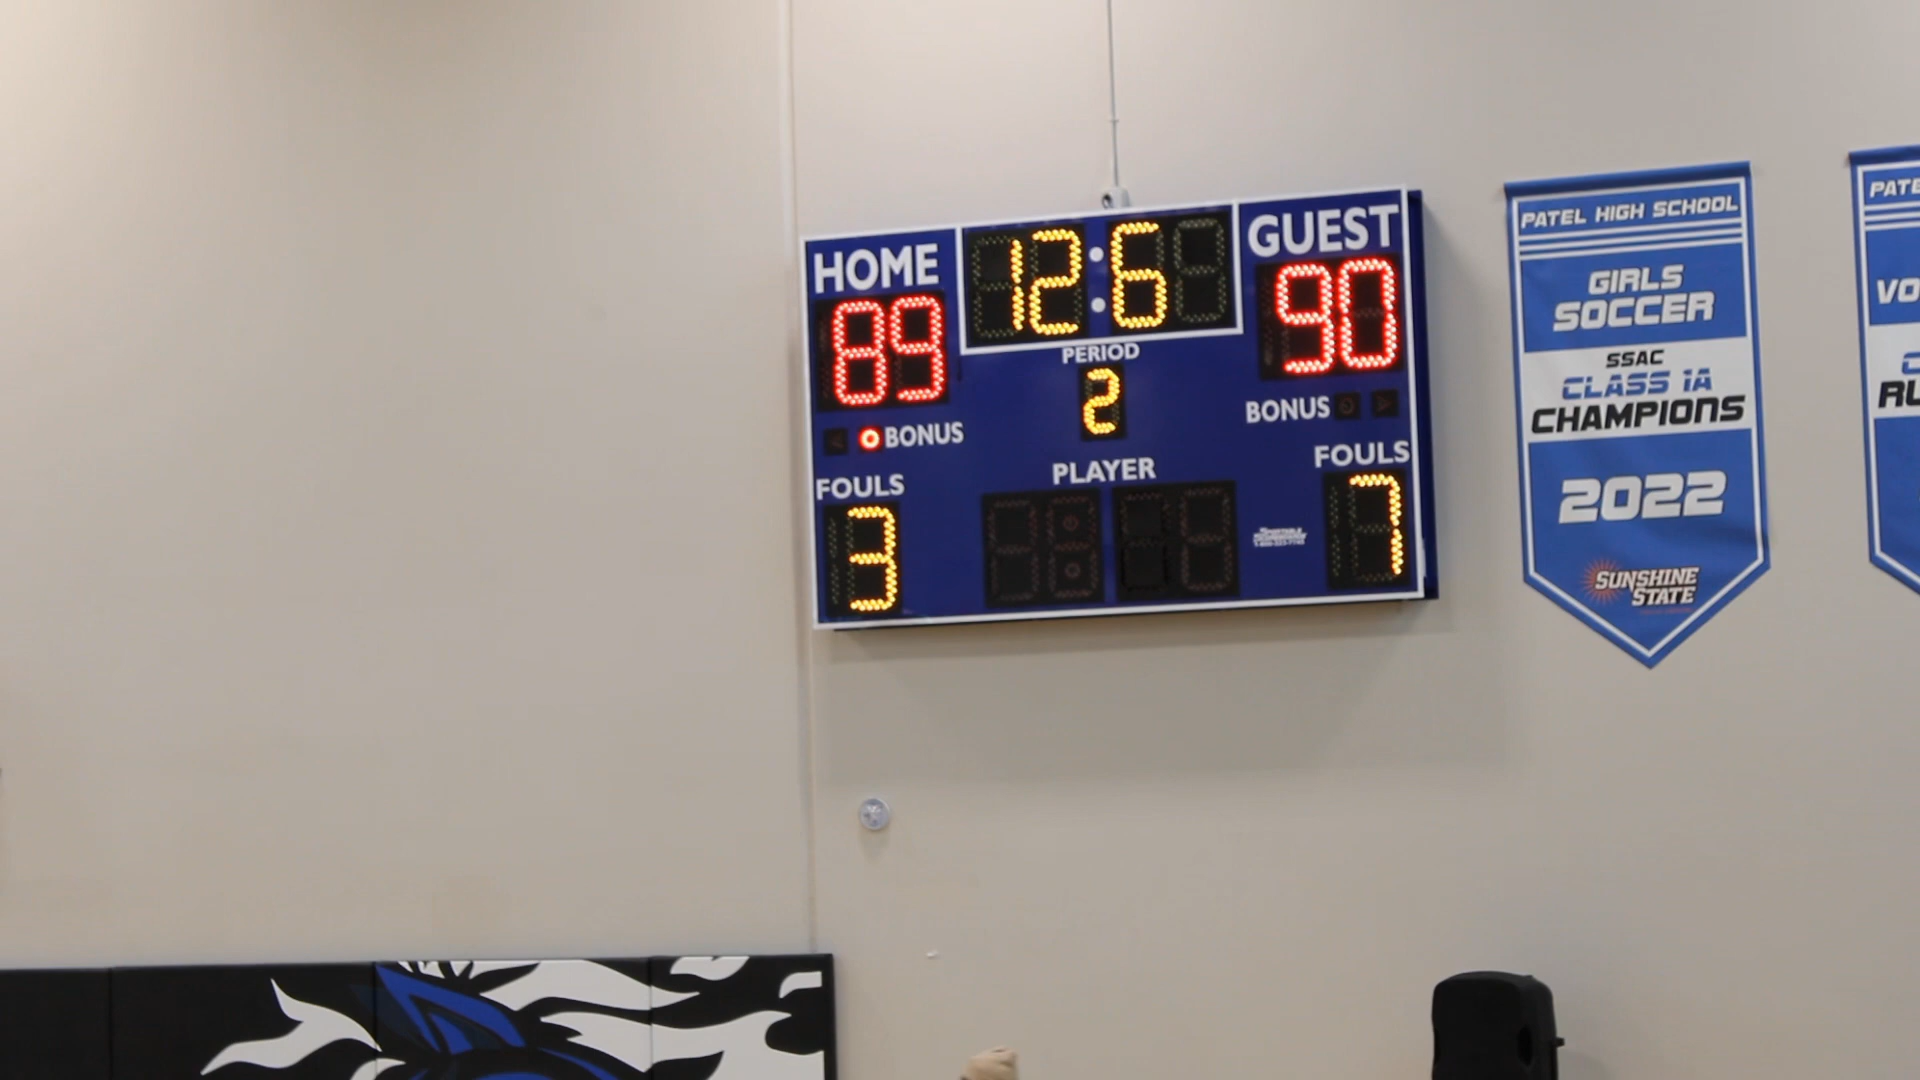 HOME
12:6
GUEST
89
90
PERIOD
2
BONUS
BONUS
FOULS
PLAYER
FOULS
3
7
PATEL HIGH SCHOOL
GIRLS
SOCCER
SSAC
CLASS 1A
CHAMPIONS
2022
SUNSHINE
STATE